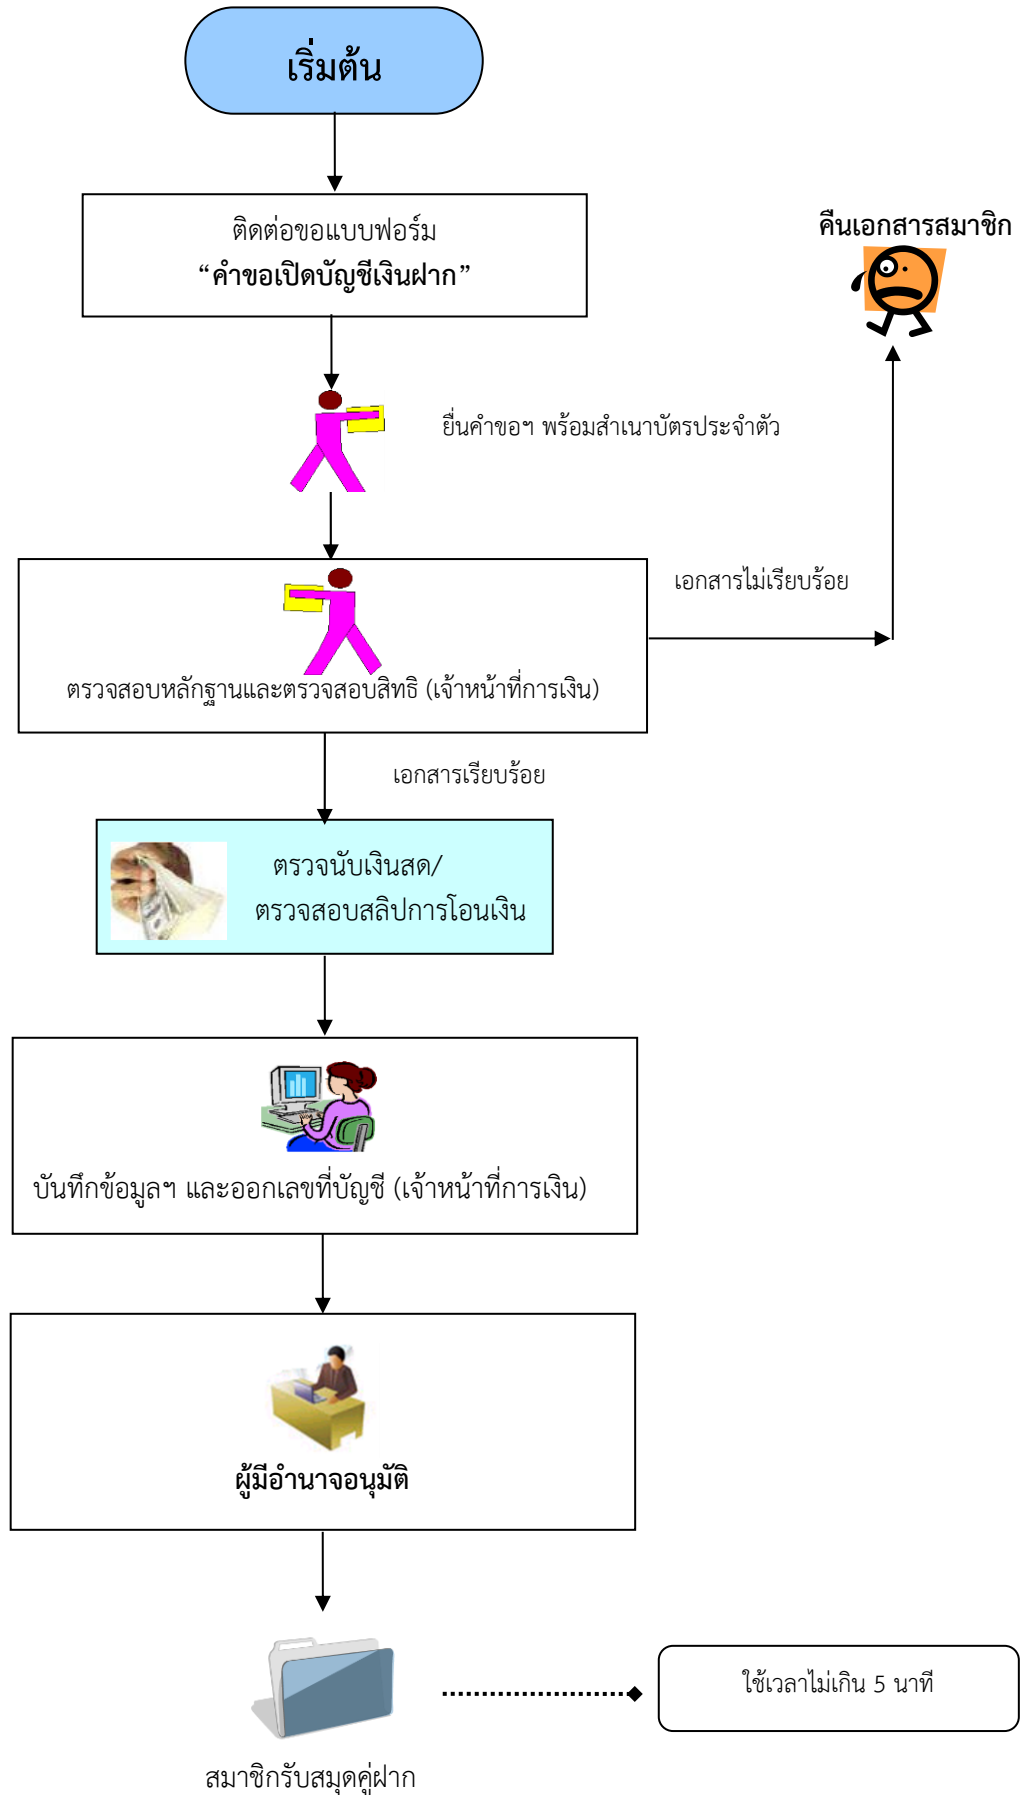 เริ่มต้น
ติดต่อขอแบบฟอร์ม
“คำขอเปิดบัญชีเงินฝาก”
คืนเอกสารสมาชิก
ยื่นคำขอฯ พร้อมสำเนาบัตรประจำตัว
เอกสารไม่เรียบร้อย
ตรวจสอบหลักฐานและตรวจสอบสิทธิ (เจ้าหน้าที่การเงิน)
เอกสารเรียบร้อย
ตรวจนับเงินสด/
ตรวจสอบสลิปการโอนเงิน
บันทึกข้อมูลฯ และออกเลขที่บัญชี (เจ้าหน้าที่การเงิน)
ผู้มีอำนาจอนุมัติ
ใช้เวลาไม่เกิน 5 นาที
สมาชิกรับสมุดคู่ฝาก